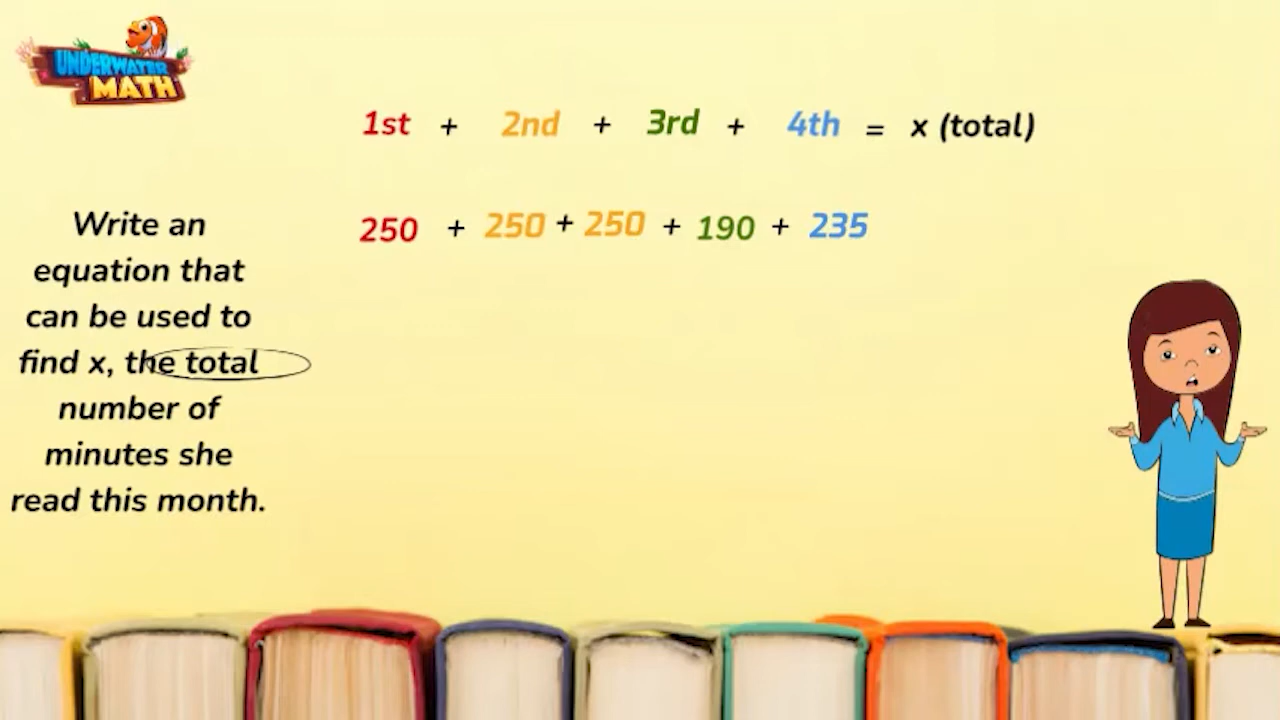 UNDERWATER
MATH
1st + 2nd + 3rd + 4th = x (total)
250 + 250 + 250 + 190 + 235
Write an
equation that
can be used to
find x, the total
number of
minutes she
read this month.